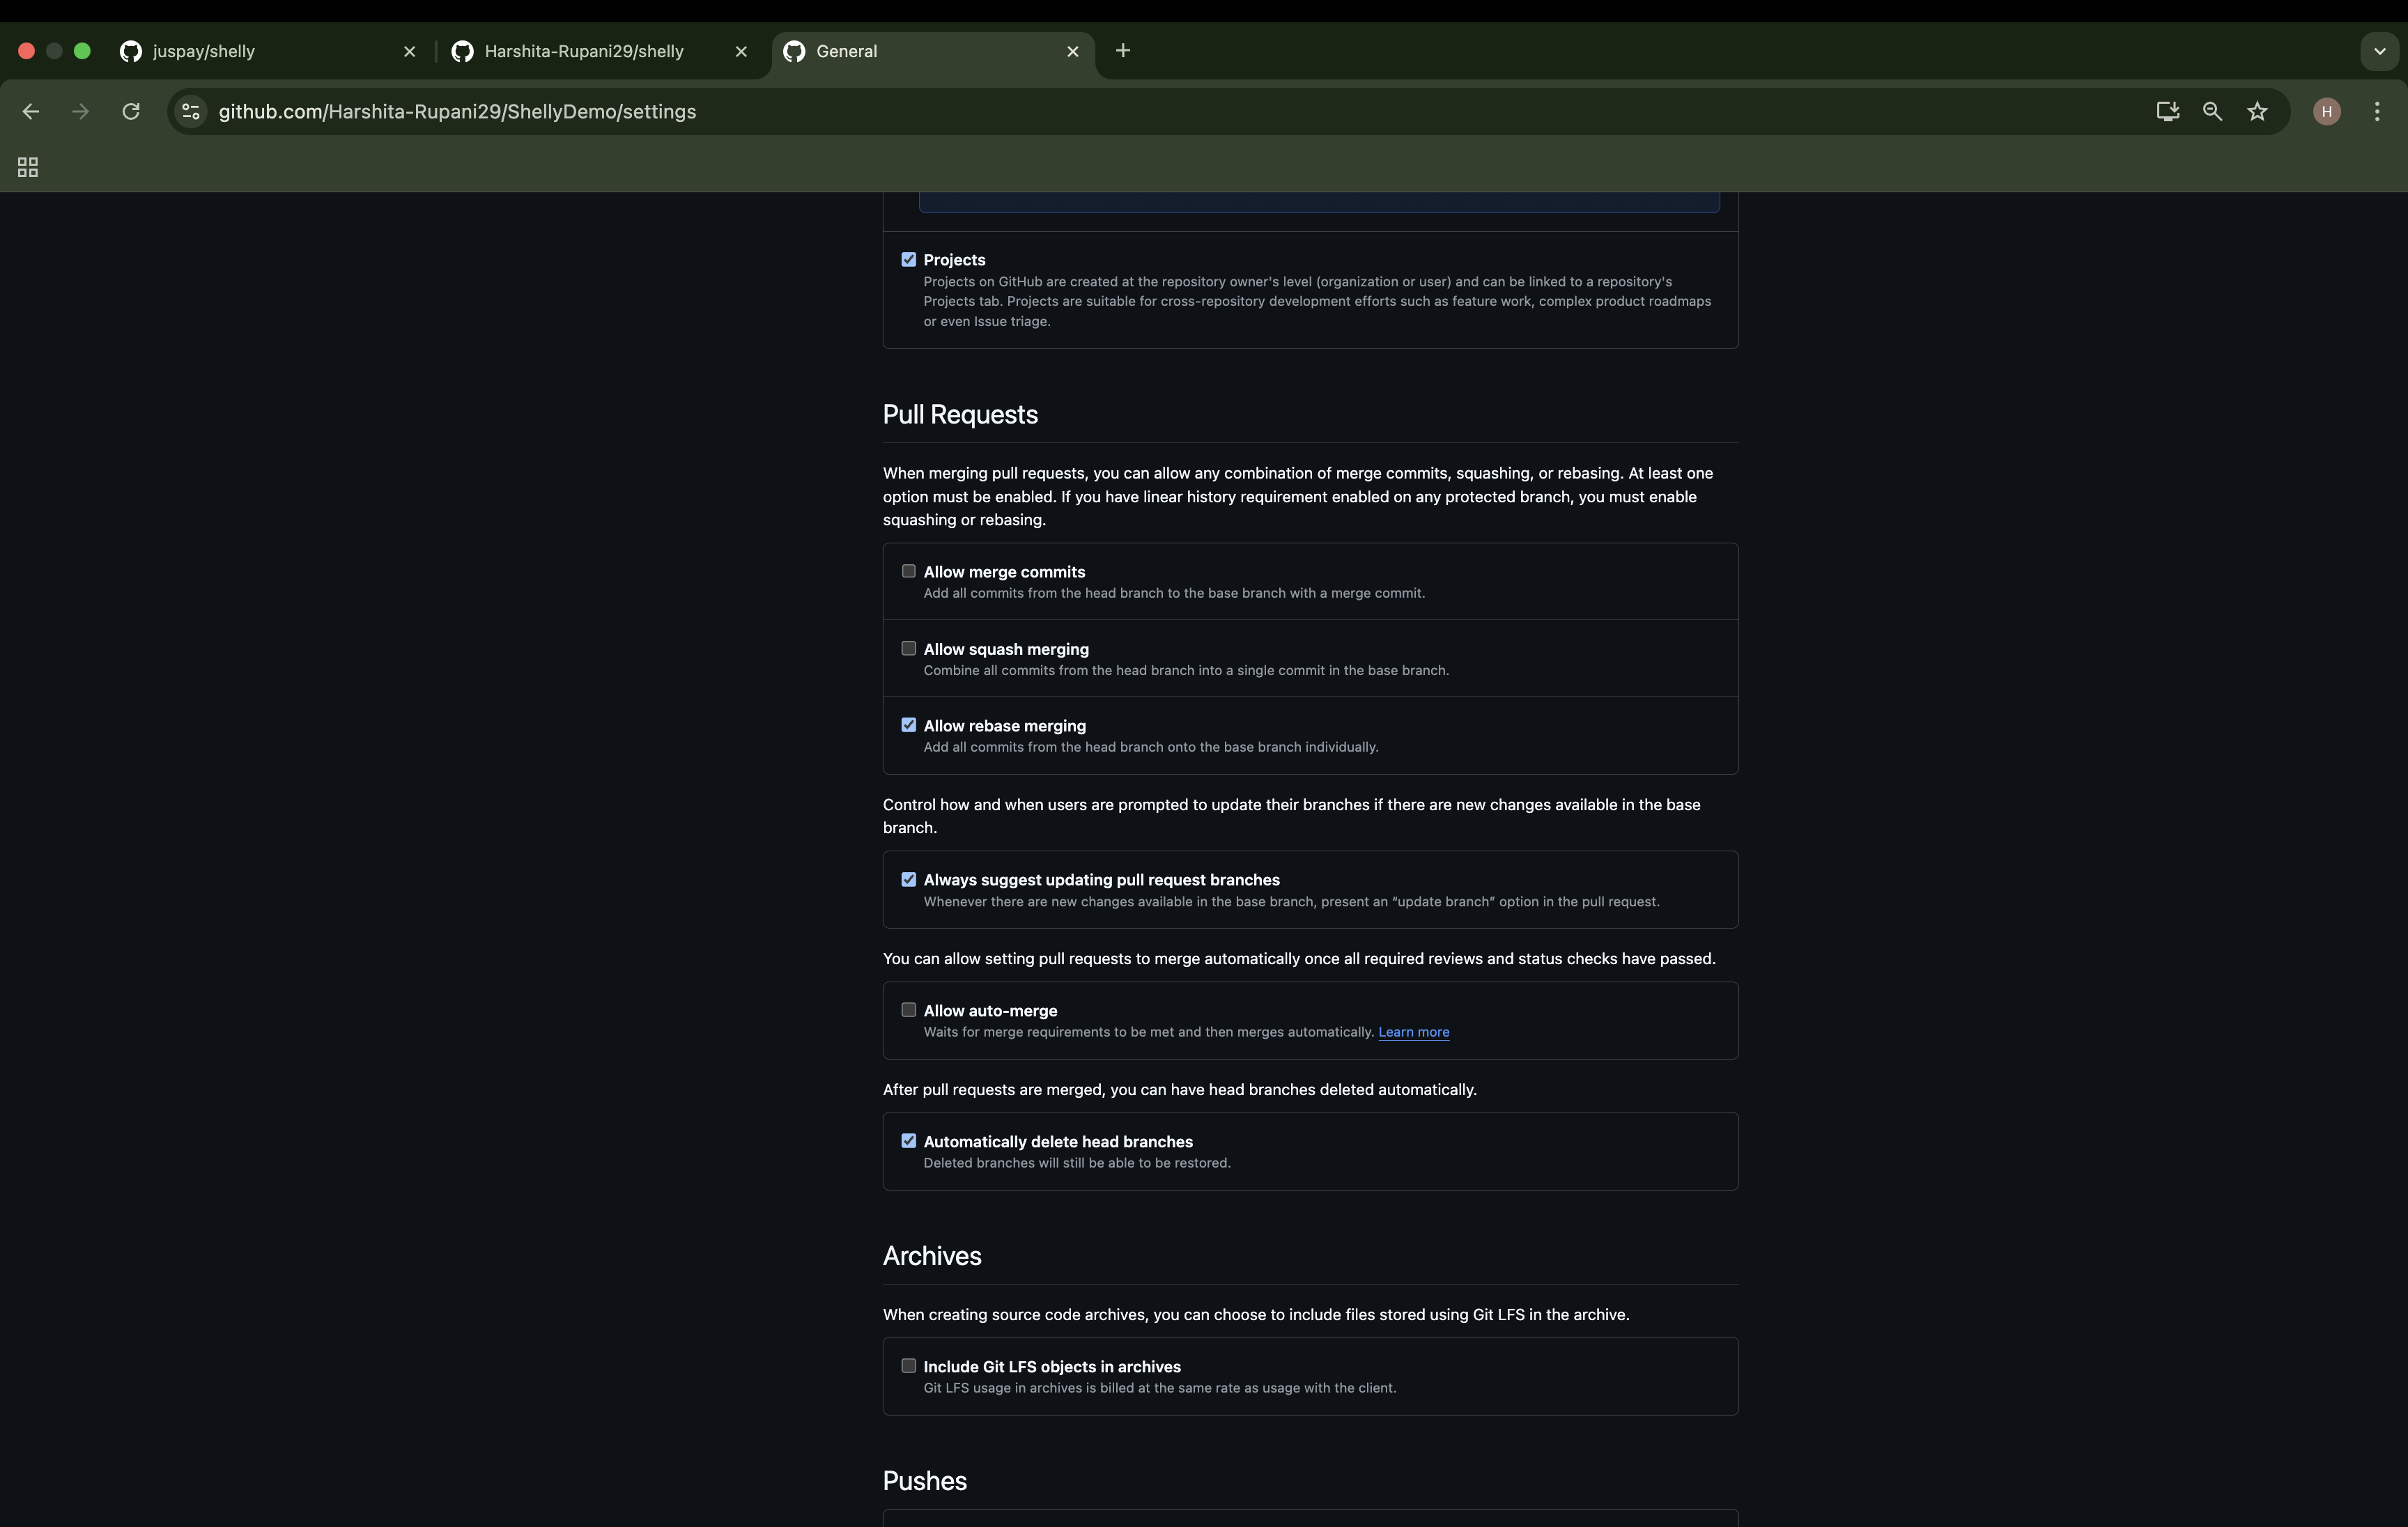 juspay/shelly
Harshita-Rupani29/shelly
General
github.com/Harshita-Rupani29/ShellyDemo/settings
H
Projects
Projects on GitHub are created at the repository owner's level (organization or user) and can be linked to a repository's
Projects tab. Projects are suitable for cross-repository development efforts such as feature work, complex product roadmaps
or even Issue triage.
Pull Requests
When merging pull requests, you can allow any combination of merge commits, squashing, or rebasing. At least one
option must be enabled. If you have linear history requirement enabled on any protected branch, you must enable
squashing or rebasing.
Allow merge commits
Add all commits from the head branch to the base branch with a merge commit.
Allow squash merging
Combine all commits from the head branch into a single commit in the base branch.
Allow rebase merging
Add all commits from the head branch onto the base branch individually.
Control how and when users are prompted to update their branches if there are new changes available in the base
branch.
Always suggest updating pull request branches
Whenever there are new changes available in the base branch, present an “update branch” option in the pull request.
You can allow setting pull requests to merge automatically once all required reviews and status checks have passed.
Allow auto-merge
Waits for merge requirements to be met and then merges automatically. Learn more
After pull requests are merged, you can have head branches deleted automatically.
Automatically delete head branches
Deleted branches will still be able to be restored.
Archives
When creating source code archives, you can choose to include files stored using Git LFS in the archive.
Include Git LFS objects in archives
Git LFS usage in archives is billed at the same rate as usage with the client.
Pushes